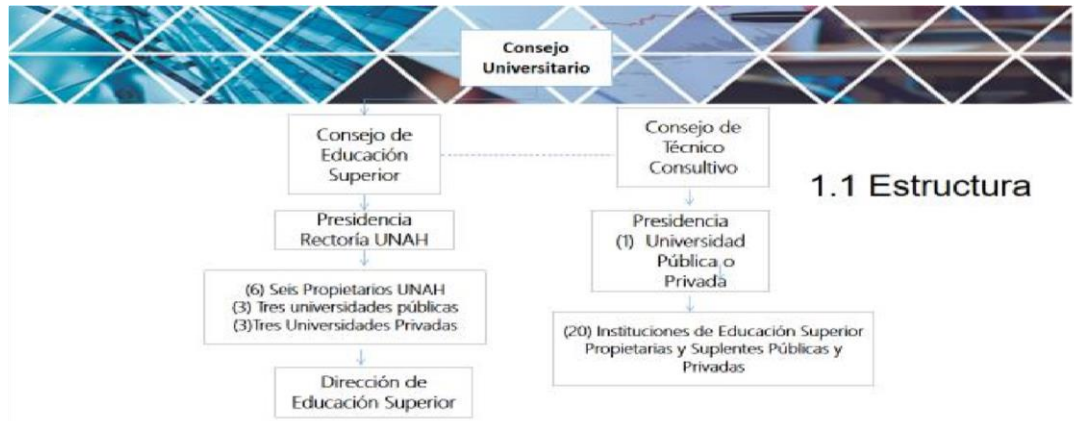 Consejo
Universitario
Consejo de
Educación
Superior
Consejo de
Técnico
Consultivo
1.1 Estructura
Presidencia
Rectoría UNAH
Presidencia
(1) Universidad
Pública o
Privada
(6) Seis Propietarios UNAH
(3) Tres universidades públicas
(3)Tres Universidades Privadas
(20) Instituciones de Educación Superior
Propietarias y Suplentes Públicas y
Privadas
Dirección de
Educación Superior